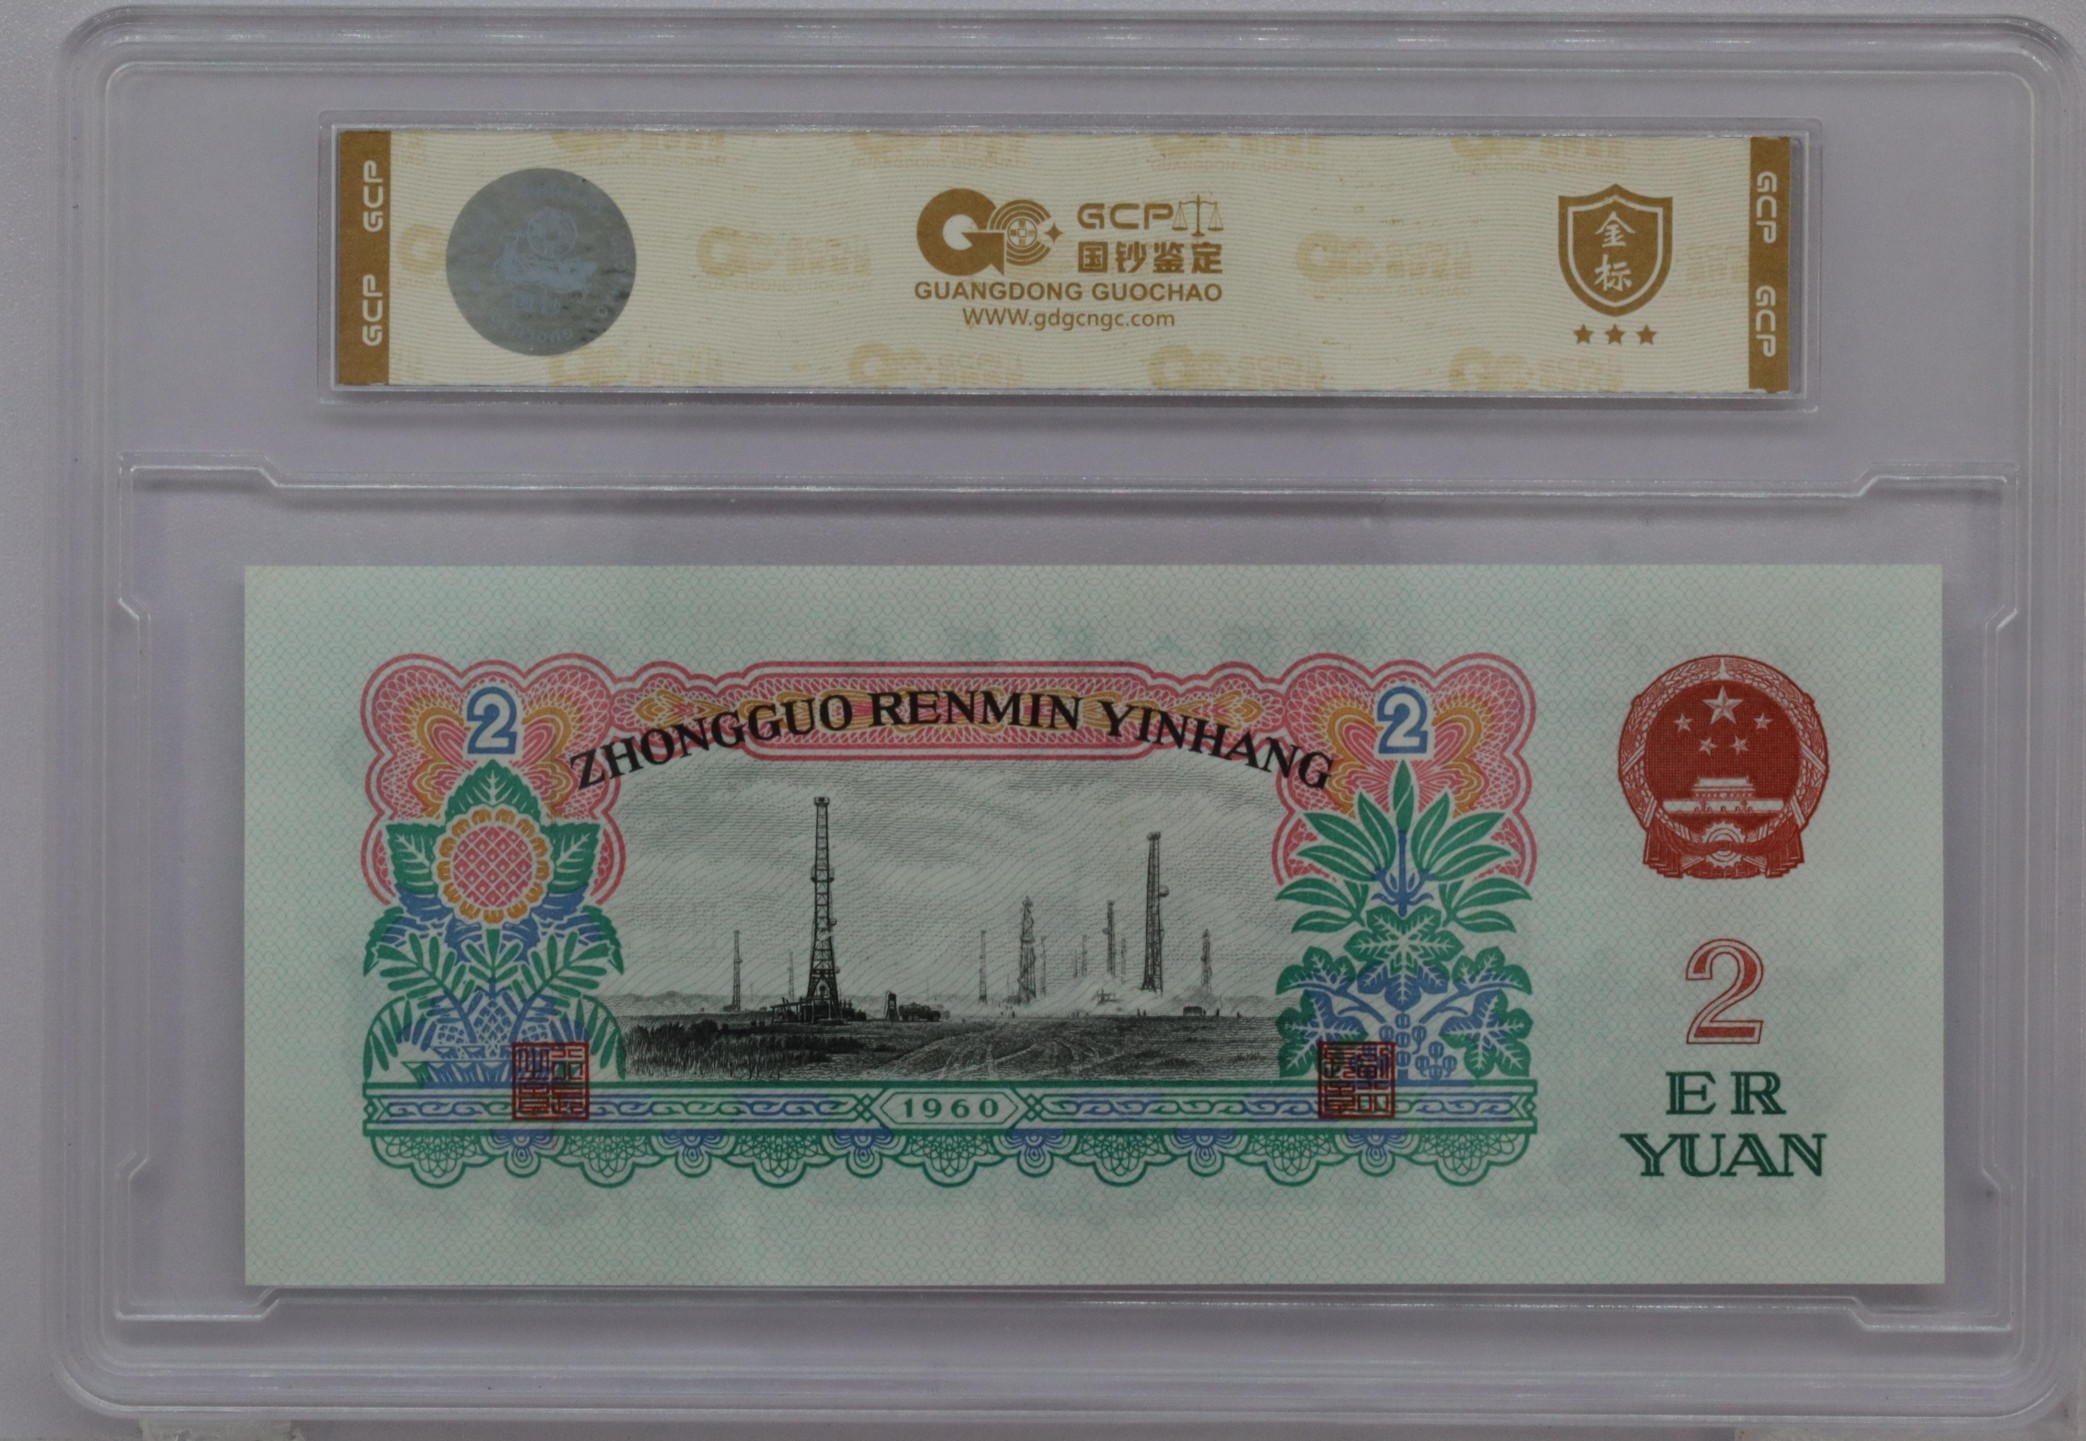 GCP GCP
GCP
国钞鉴定
GUANGDONG GUOCHAO
WWW.gdgcngc.com
金
标
GCP GCP
2
ZHONGGUO RENMIN YINHANG
2
1960
2
ER
YUAN